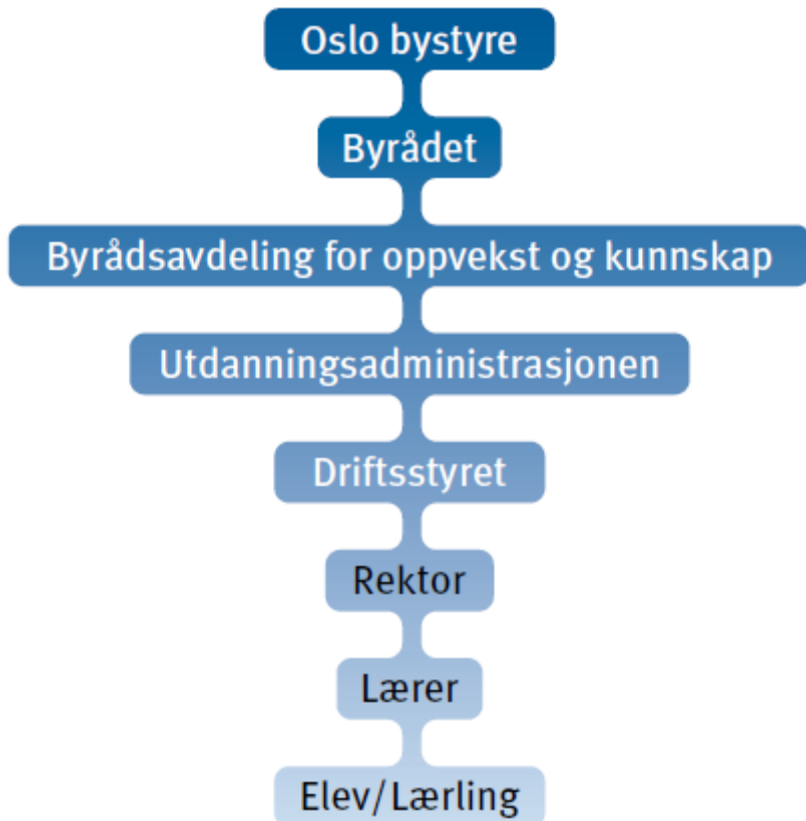 Oslo bystyre
Byrådet
Byrådsavdeling for oppvekst og kunnskap
Utdanningsadministrasjonen
Driftsstyret
Rektor
Lærer
Elev/Lærling